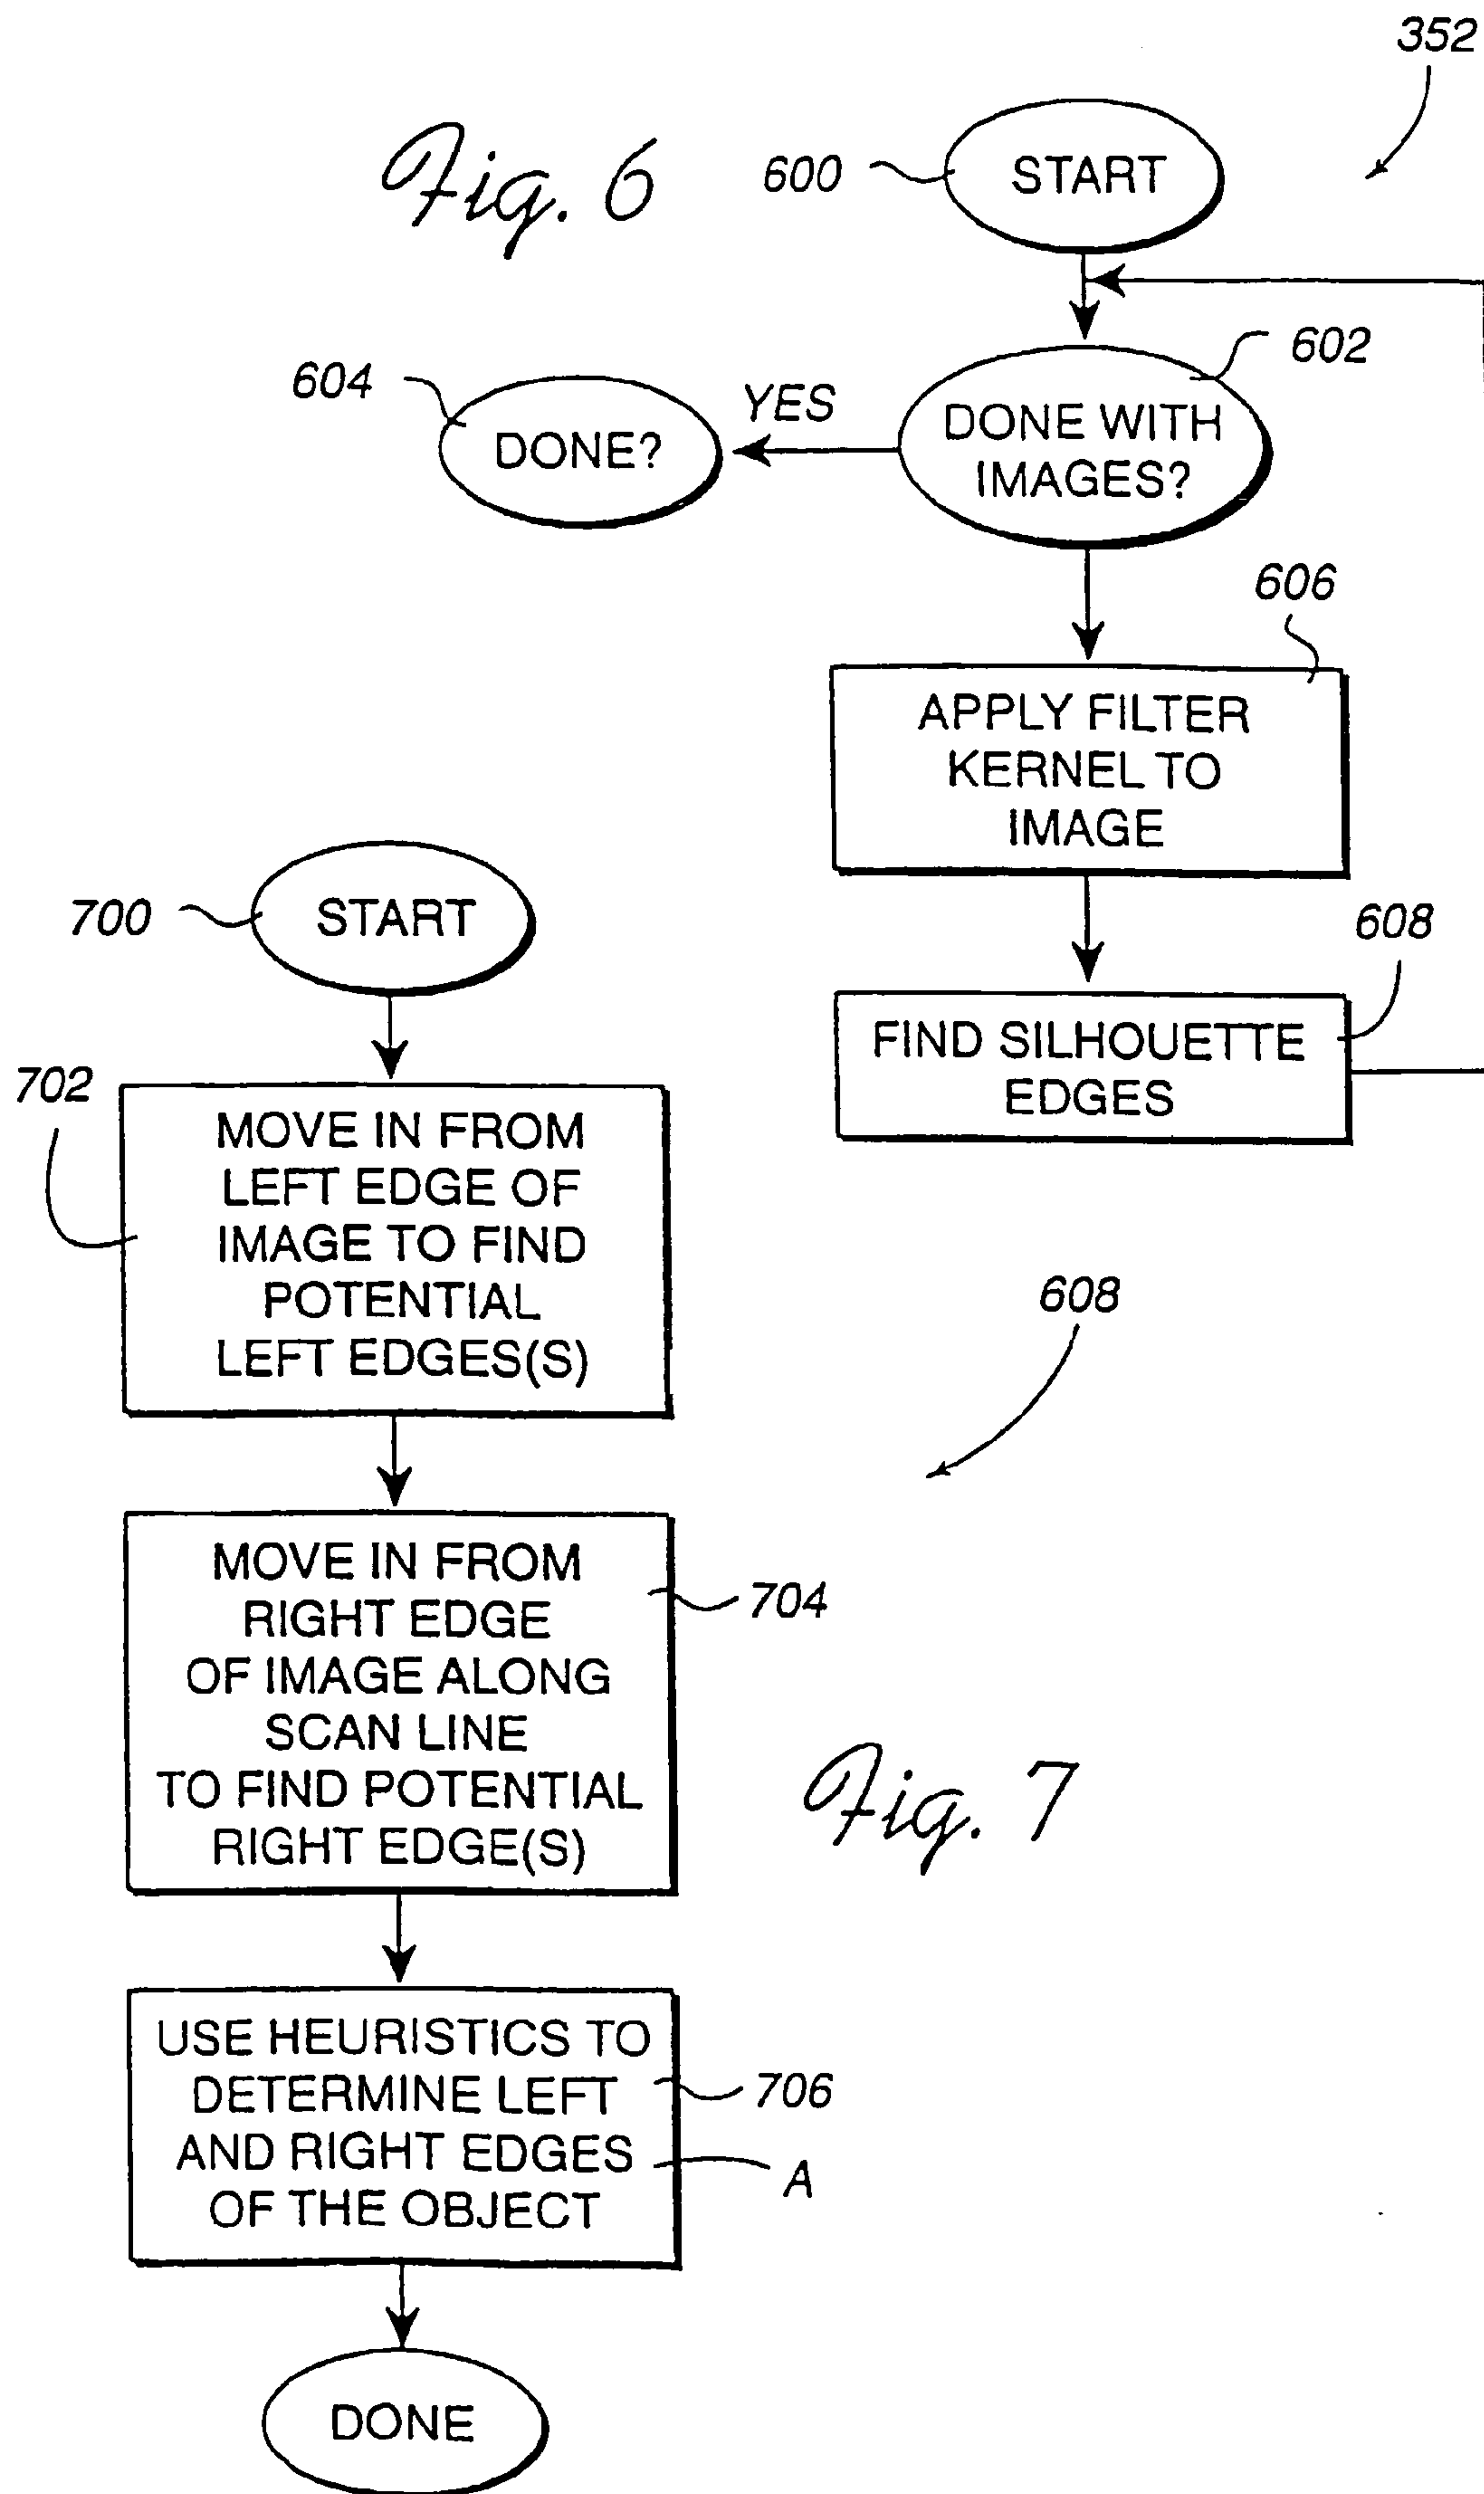 352
Fig. 6
600
START
602
604
YES
DONE WITH
IMAGES?
DONE?
606
APPLY FILTER
KERNEL TO
IMAGE
608
FIND SILHOUETTE
EDGES
700
START
702
MOVE IN FROM
LEFT EDGE OF
IMAGE TO FIND
POTENTIAL
LEFT EDGES(S)
608
MOVE IN FROM
RIGHT EDGE
OF IMAGE ALONG
SCAN LINE
TO FIND POTENTIAL
RIGHT EDGE(S)
704
Fig. 7
USE HEURISTICS TO
DETERMINE LEFT
AND RIGHT EDGES
OF THE OBJECT
706
A
DONE